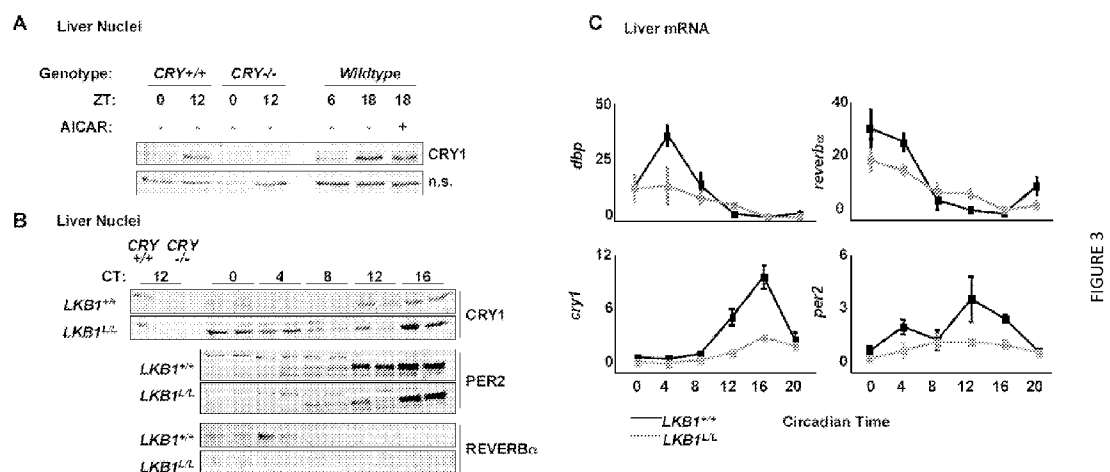 A Liver Nuclei
Genotype: CRY+/+ CRY-/- Wildtype
ZT: 0 12 0 12 6 18 18
AICAR: - - - - - - +
CRY1
n.s.
B Liver Nuclei
CRY +/+ CRY -/-
CT: 12 0 4 8 12 16
LKB1+/+
LKB1L/L
CRY1
LKB1+/+
LKB1L/L
PER2
LKB1+/+
LKB1L/L
REVERBα
C Liver mRNA
dbp
50
25
0
reverbα
40
20
0
cry1
12
6
0
0 4 8 12 16 20
per2
6
3
0
0 4 8 12 16 20
Circadian Time
LKB1+/+
LKB1L/L
FIGURE 3